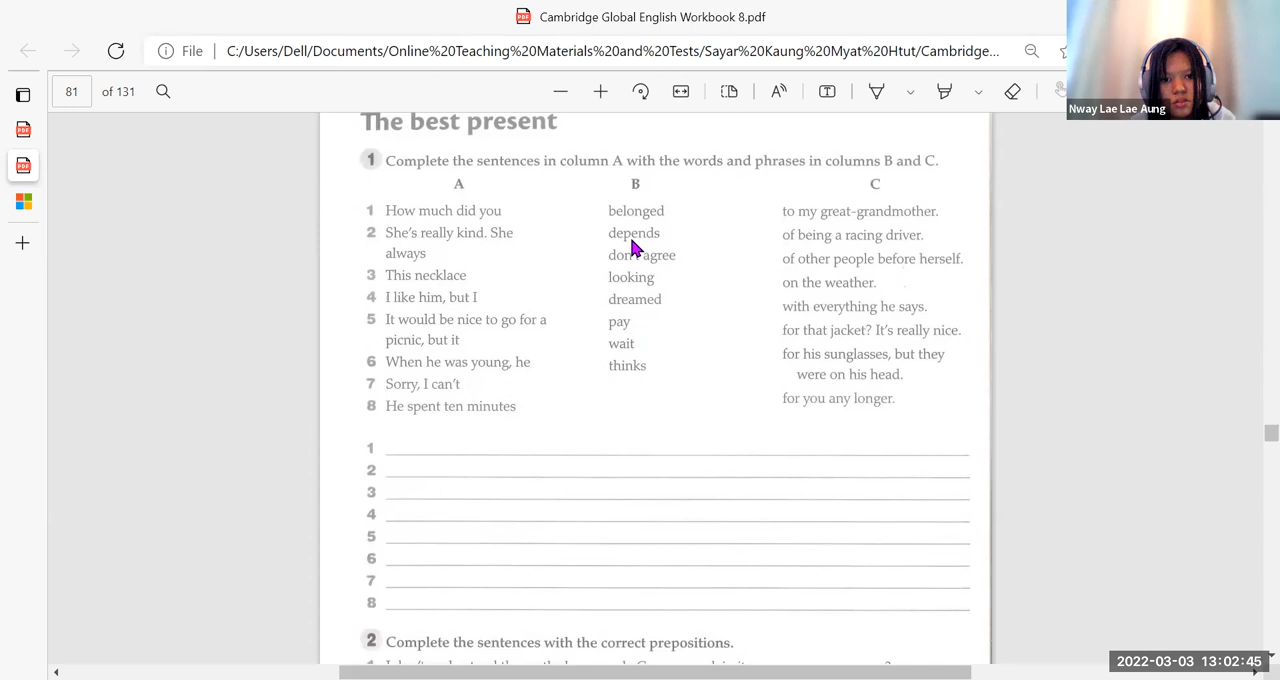 Cambridge Global English Workbook 8.pdf
File | C:/Users/Dell/Documents/Online%20Teaching%20Materials%20and%20Tests/Sayar%20Kaung%20Myat%20Htut/Cambridge...
81 of 131
Nway Lae Lae Aung
The best present
1 Complete the sentences in column A with the words and phrases in columns B and C.
A B C
1 How much did you belonged to my great-grandmother.
2 She's really kind. She depends of being a racing driver.
always don't agree of other people before herself.
3 This necklace looking on the weather.
4 I like him, but I dreamed with everything he says.
5 It would be nice to go for a pay for that jacket? It's really nice.
picnic, but it wait for his sunglasses, but they
6 When he was young, he thinks were on his head.
7 Sorry, I can't for you any longer.
8 He spent ten minutes
1
2
3
4
5
6
7
8
2 Complete the sentences with the correct prepositions.
2022-03-03 13:02:45